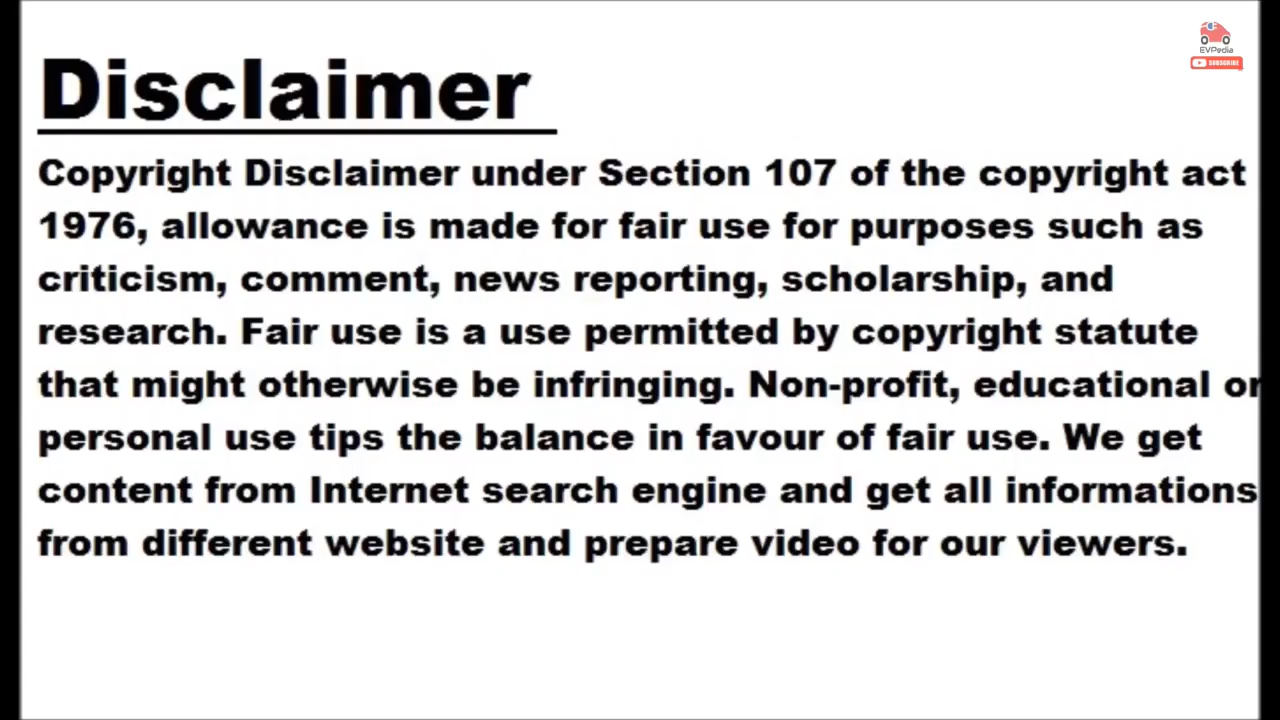 EVPedia
SUBSCRIBE
Disclaimer
Copyright Disclaimer under Section 107 of the copyright act
1976, allowance is made for fair use for purposes such as
criticism, comment, news reporting, scholarship, and
research. Fair use is a use permitted by copyright statute
that might otherwise be infringing. Non-profit, educational or
personal use tips the balance in favour of fair use. We get
content from Internet search engine and get all informations
from different website and prepare video for our viewers.